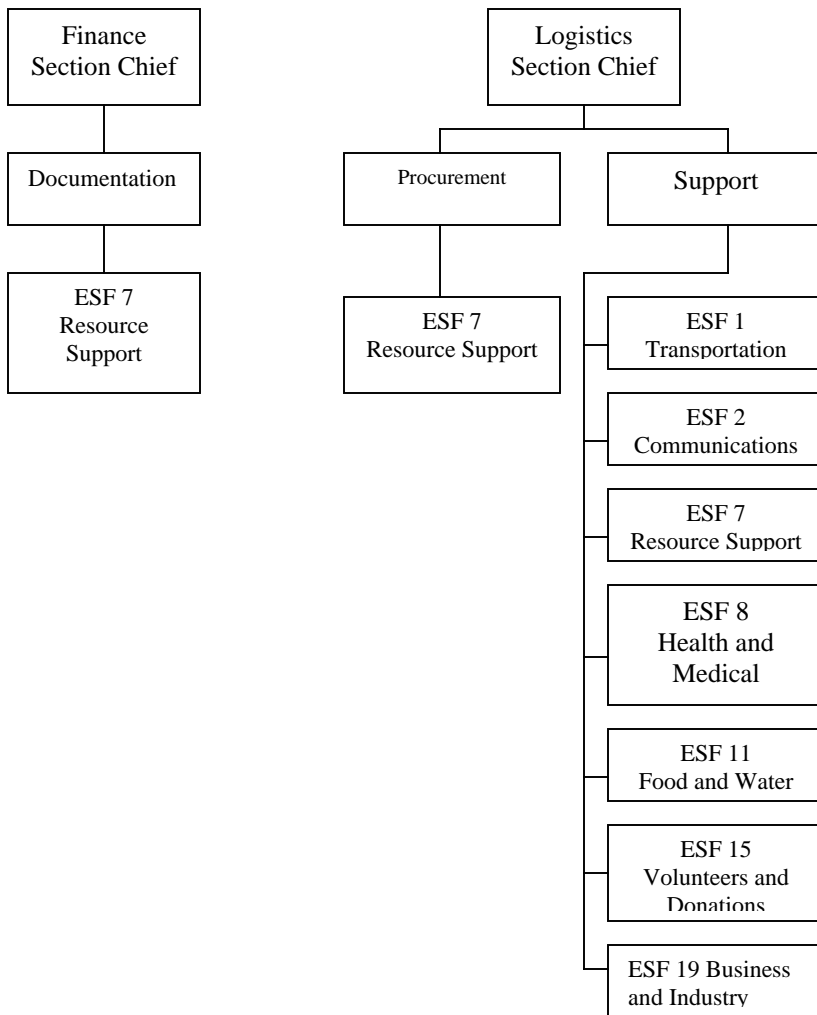 Finance
Section Chief
Documentation
ESF 7
Resource
Support
Logistics
Section Chief
Procurement
ESF 7
Resource Support
Support
ESF 1
Transportation
ESF 2
Communications
ESF 7
Resource Support
ESF 8
Health and
Medical
ESF 11
Food and Water
ESF 15
Volunteers and
Donations
ESF 19 Business
and Industry